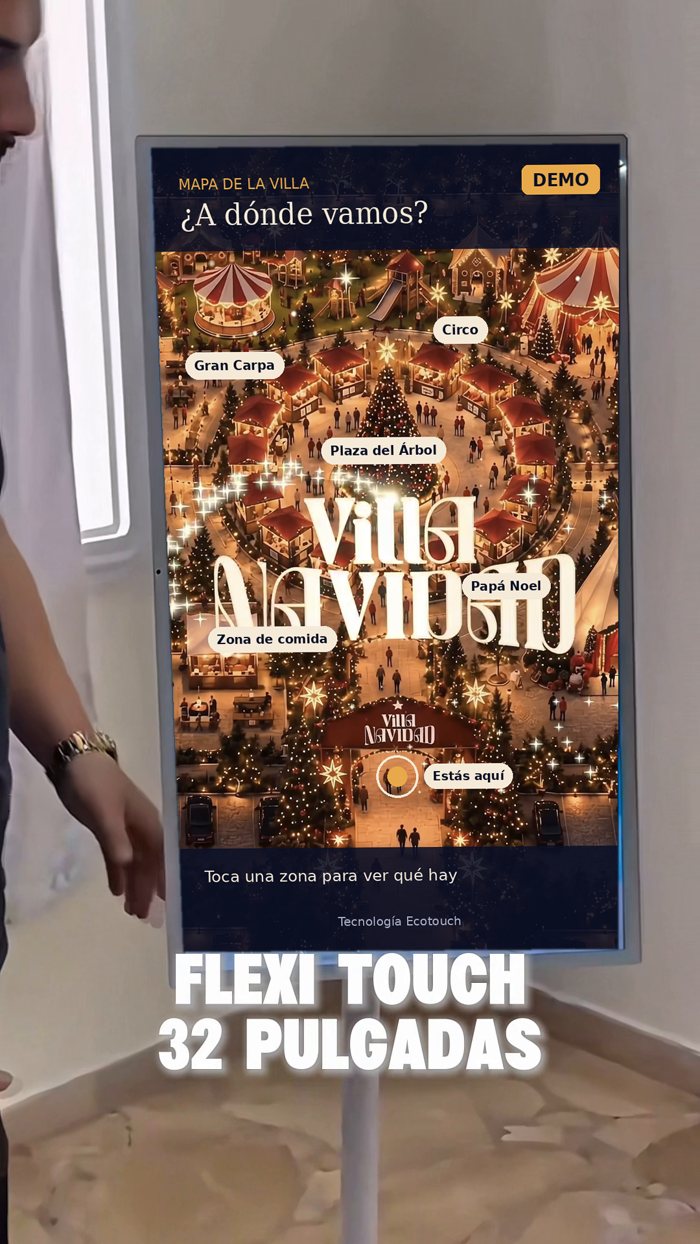 MAPA DE LA VILLA
DEMO
¿A dónde vamos?
Circo
Gran Carpa
Plaza del Árbol
Villa
NAVIDAD
Papá Noel
Zona de comida
Villa
NAVIDAD
Estás aquí
Toca una zona para ver qué hay
Tecnología Ecotouch
FLEXI TOUCH
32 PULGADAS